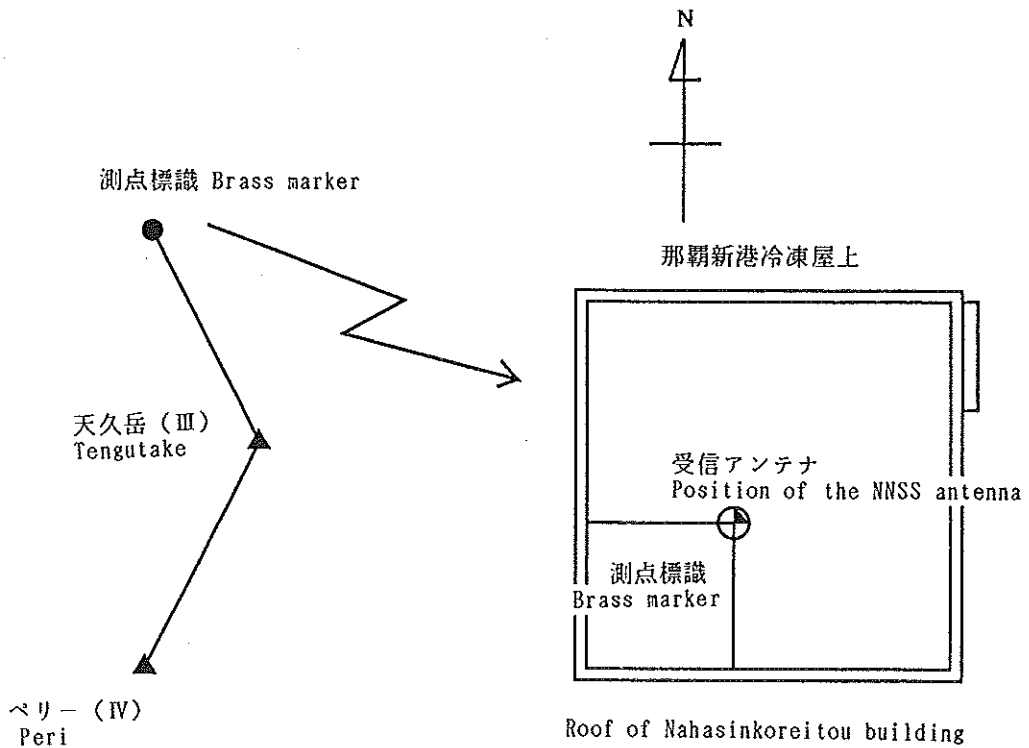 N
測点標識 Brass marker
那覇新港冷凍屋上
天久岳 (Ⅲ)
Tengutake
受信アンテナ
Position of the NNSS antenna
測点標識
Brass marker
ペリー (Ⅳ)
Peri
Roof of Nahasinkoreitou building